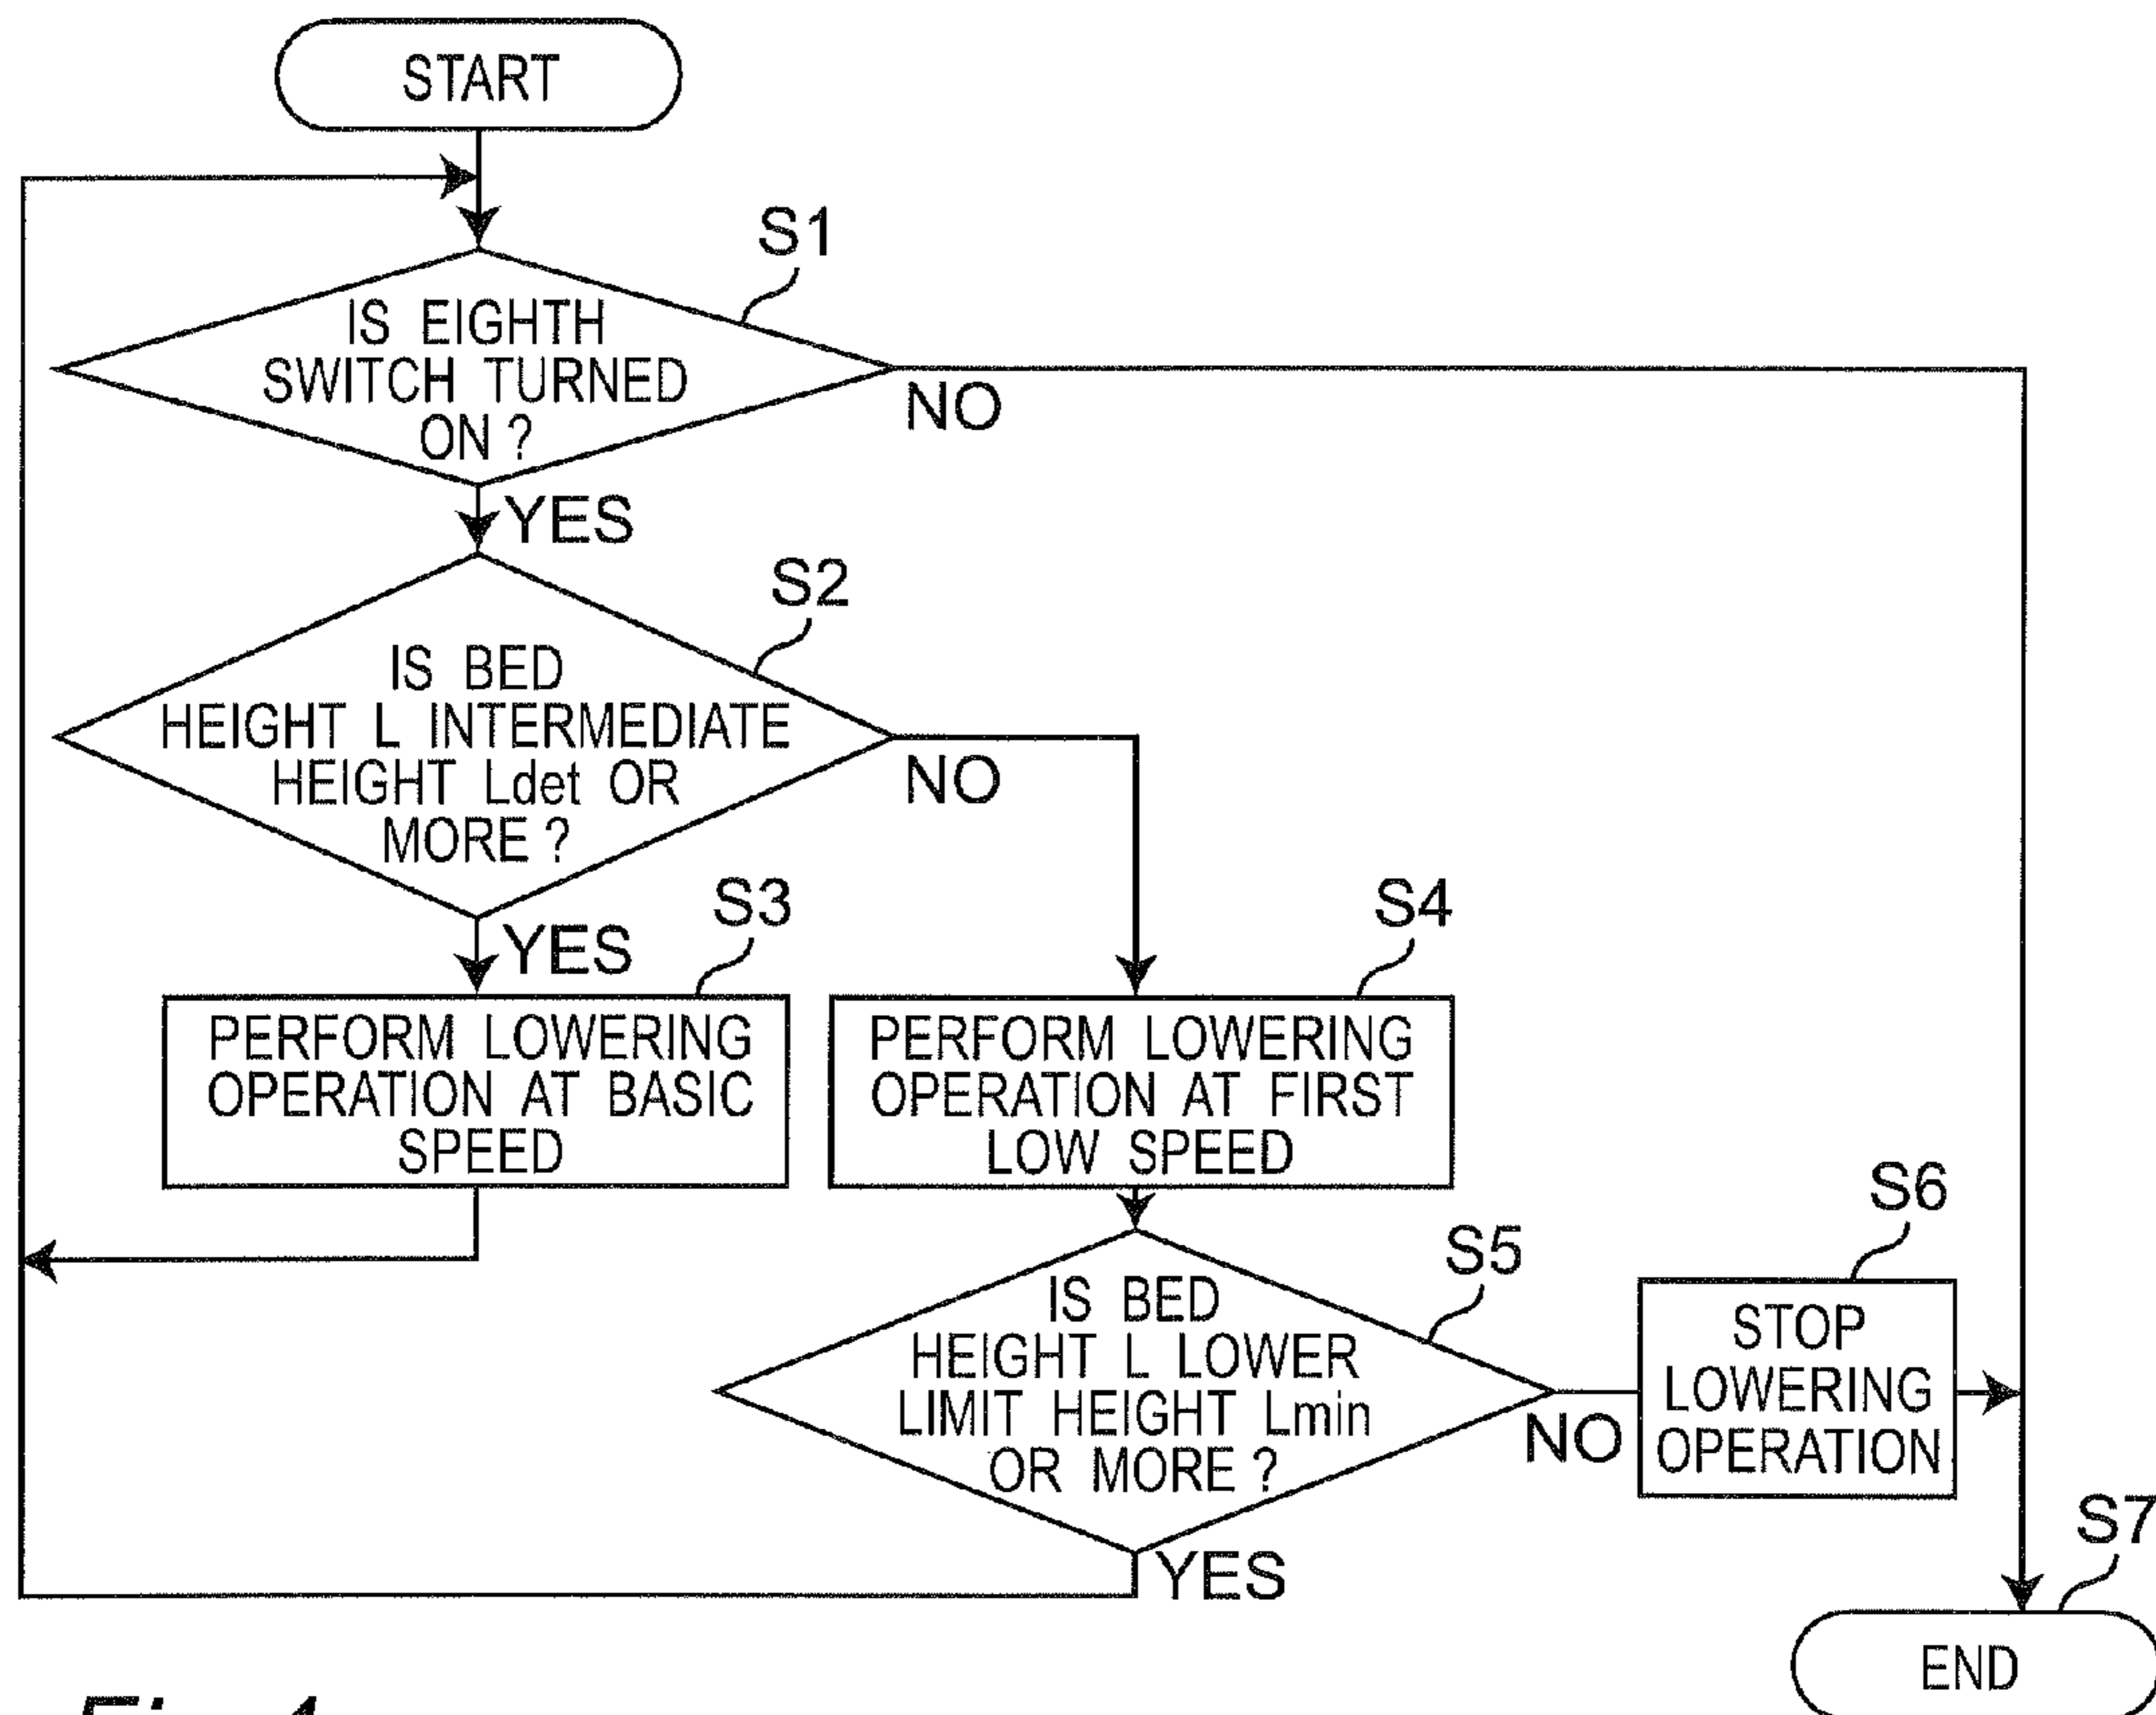 START
S1
IS EIGHTH
SWITCH TURNED
ON ?
NO
YES
S2
IS BED
HEIGHT L INTERMEDIATE
HEIGHT Ldet OR
MORE ?
NO
YES
S3
PERFORM LOWERING
OPERATION AT BASIC
SPEED
S4
PERFORM LOWERING
OPERATION AT FIRST
LOW SPEED
S5
IS BED
HEIGHT L LOWER
LIMIT HEIGHT Lmin
OR MORE ?
NO
YES
S6
STOP
LOWERING
OPERATION
S7
END